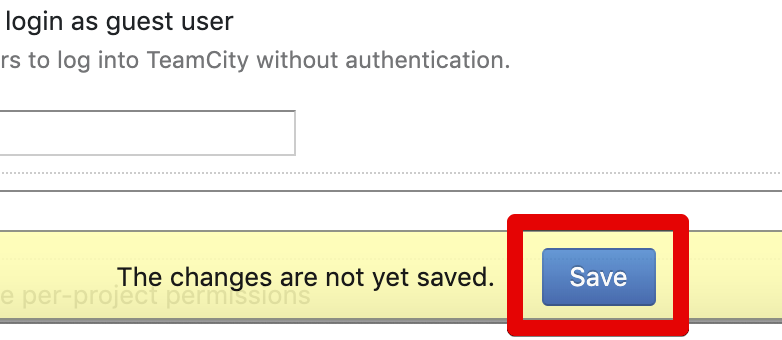 login as guest user
rs to log into TeamCity without authentication.
The changes are not yet saved.
Save
e per-project permissions